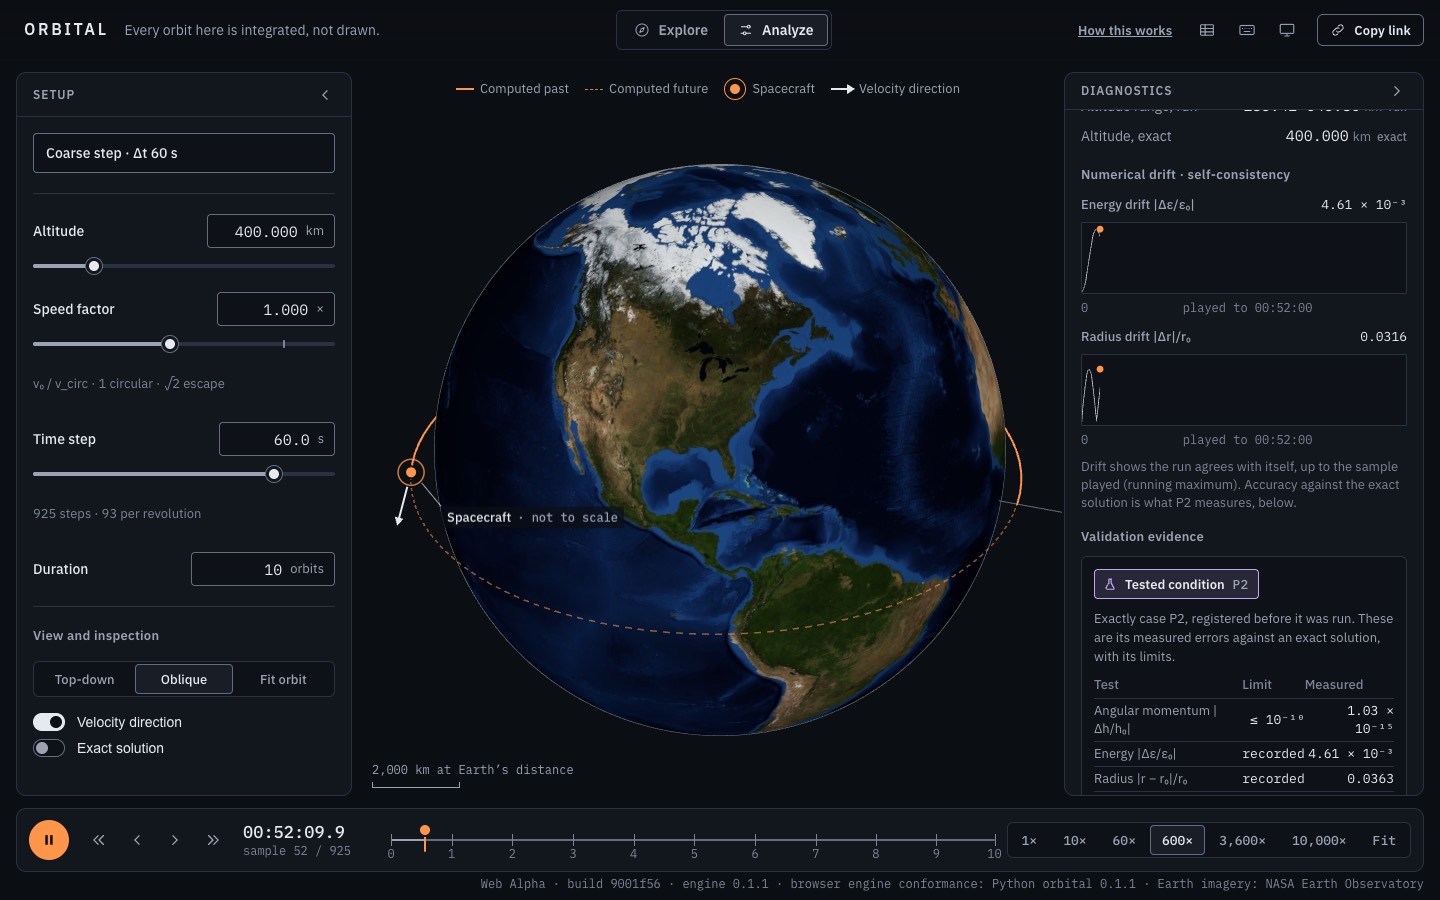 ORBITAL
Every orbit here is integrated, not drawn.
Explore
Analyze
How this works
Copy link
SETUP
Coarse step · Δt 60 s
Altitude
400.000 km
Speed factor
1.000 ×
v₀ / v_circ · 1 circular · √2 escape
Time step
60.0 s
925 steps · 93 per revolution
Duration
10 orbits
View and inspection
Top-down
Oblique
Fit orbit
Velocity direction
Exact solution
Computed past
Computed future
Spacecraft
Velocity direction
Spacecraft · not to scale
2,000 km at Earth’s distance
DIAGNOSTICS
Altitude, exact
400.000 km exact
Numerical drift · self-consistency
Energy drift |Δε/ε₀|
4.61 × 10⁻³
0
played to 00:52:00
Radius drift |Δr|/r₀
0.0316
0
played to 00:52:00
Drift shows the run agrees with itself, up to the sample
played (running maximum). Accuracy against the exact
solution is what P2 measures, below.
Validation evidence
Tested condition P2
Exactly case P2, registered before it was run. These
are its measured errors against an exact solution,
with its limits.
Test Limit Measured
Angular momentum |
Δh/h₀|
≤ 10⁻¹⁰
1.03 ×
10⁻¹⁵
Energy |Δε/ε₀| recorded 4.61 × 10⁻³
Radius |r − r₀|/r₀ recorded 0.0363
00:52:09.9
sample 52 / 925
0 1 2 3 4 5 6 7 8 9 10
1× 10× 60× 600× 3,600× 10,000× Fit
Web Alpha · build 9001f56 · engine 0.1.1 · browser engine conformance: Python orbital 0.1.1 · Earth imagery: NASA Earth Observatory